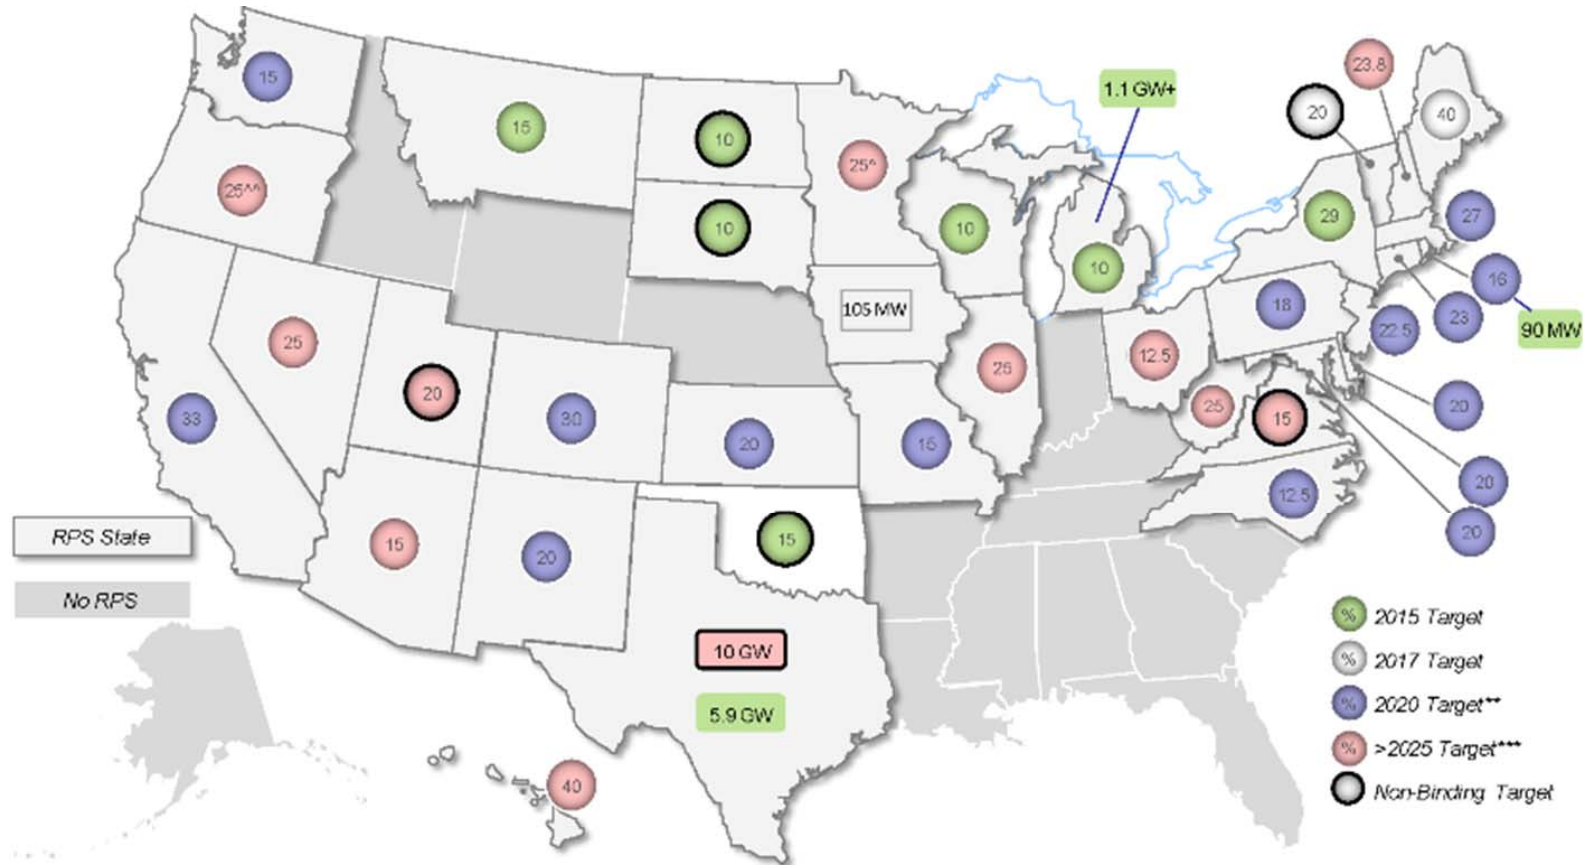 23.8
1.1 GW+
15
20
40
15
10
25^
25^^
10
10
29
27
10
16
18
105 MW
22.5
23
90 MW
25
12.5
25
20
25
20
33
30
15
20
15
20
12.5
RPS State
15
15
20
20
No RPS
% 2015 Target
10 GW
% 2017 Target
5.9 GW
% 2020 Target**
% >2025 Target***
40
Non-Binding Target